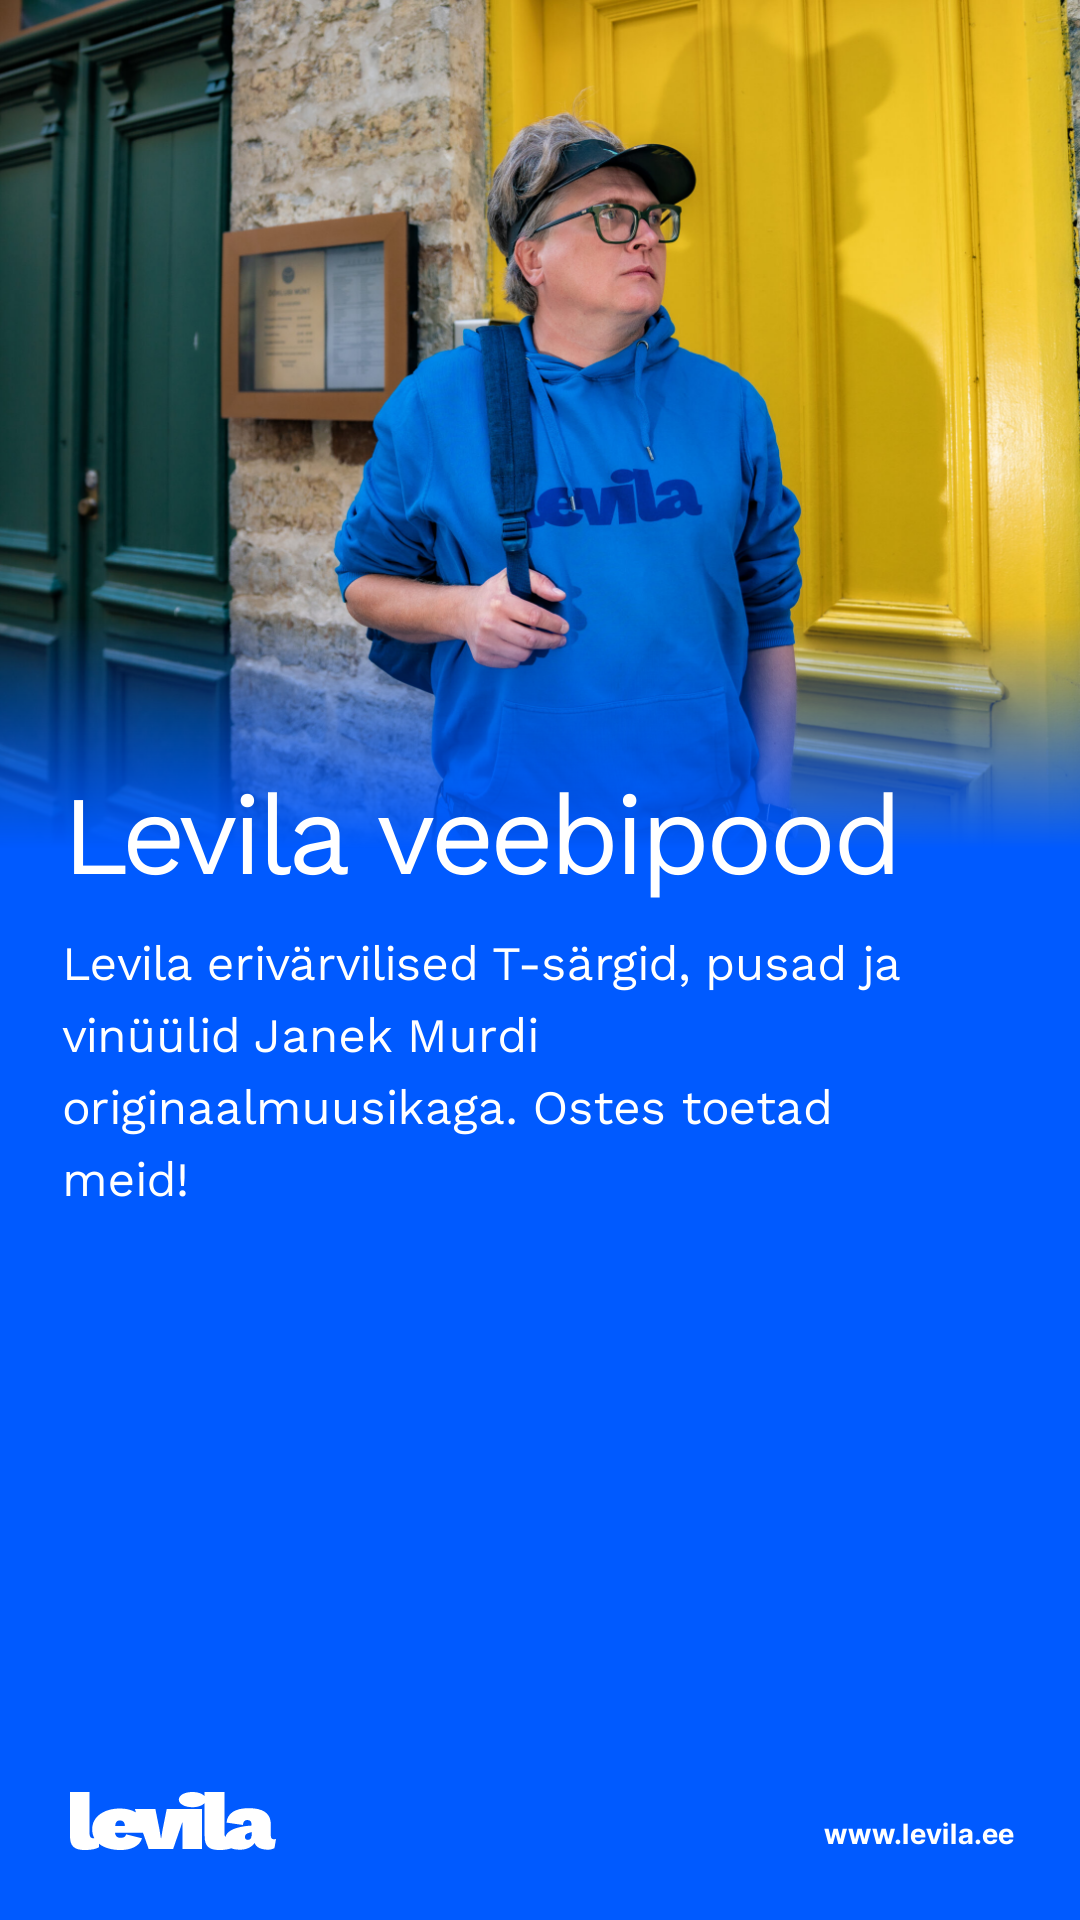 levila
Levila veebipood
Levila erivärvilised T-särgid, pusad ja
vinüülid Janek Murdi
originaalmuusikaga. Ostes toetad
meid!
levila
www.levila.ee